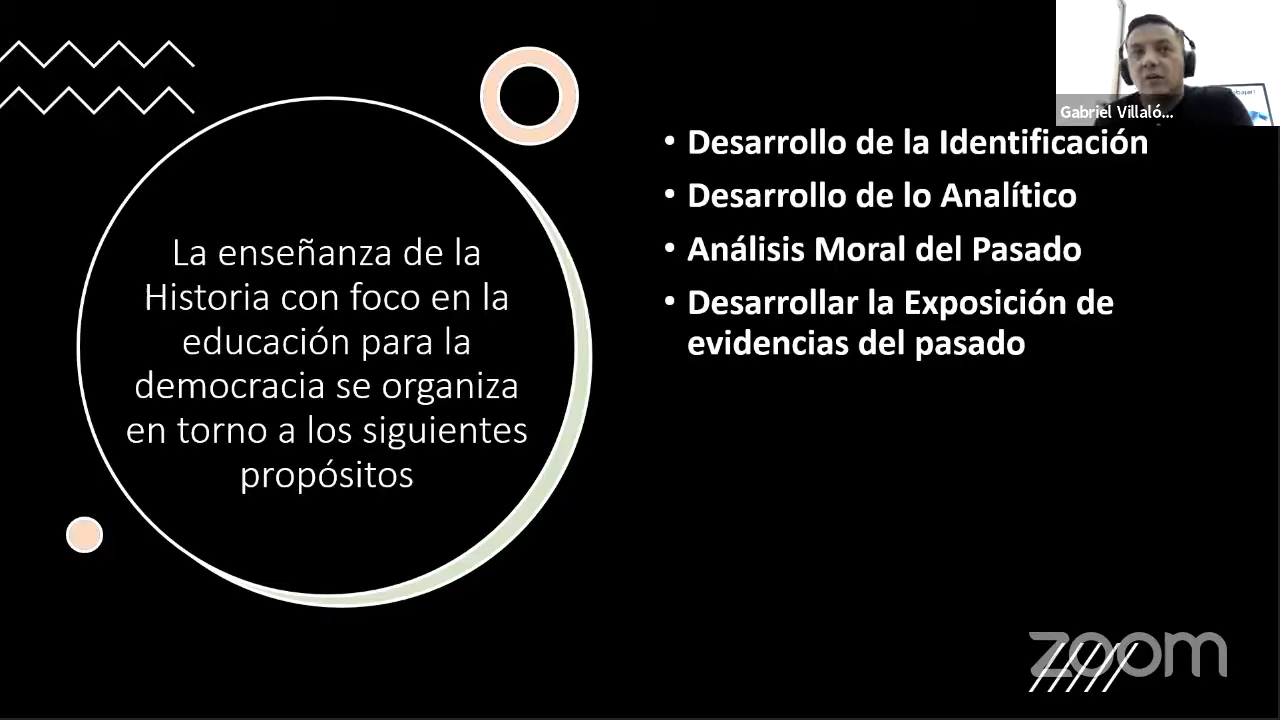 Gabriel Villaló...
La enseñanza de la
Historia con foco en la
educación para la
democracia se organiza
en torno a los siguientes
propósitos
• Desarrollo de la Identificación
• Desarrollo de lo Analítico
• Análisis Moral del Pasado
• Desarrollar la Exposición de
evidencias del pasado
zoom